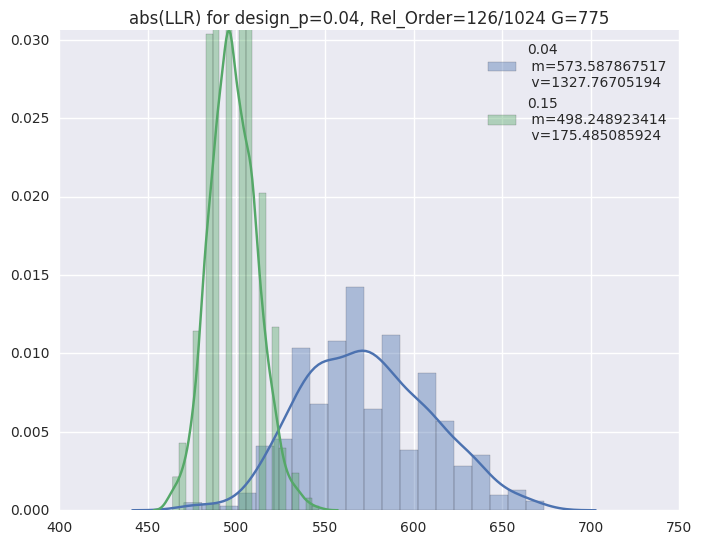 abs(LLR) for design_p=0.04, Rel_Order=126/1024 G=775
0.030
0.025
0.020
0.015
0.010
0.005
0.000
400 450 500 550 600 650 700 750
0.04
m=573.587867517
v=1327.76705194
0.15
m=498.248923414
v=175.485085924